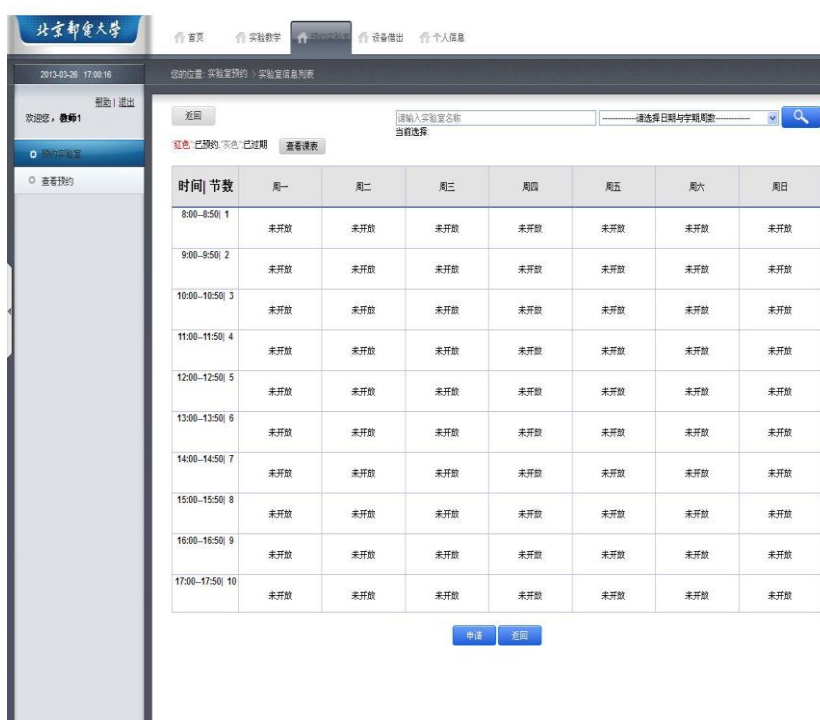 北京邮电大学
首页 实验教学 预约实验室 设备借出 个人信息
2013-03-26 17:00:16 您的位置: 实验室预约 > 实验室信息列表
帮助 | 退出
欢迎您，教师1
预约实验室
查看预约
返回 请输入实验室名称 ------------请选择日期与学期周数------------
当前选择:
"红色":已预约,"灰色":已过期 查看课表
时间| 节数 周一 周二 周三 周四 周五 周六 周日
8:00--8:50| 1 未开放 未开放 未开放 未开放 未开放 未开放 未开放
9:00--9:50| 2 未开放 未开放 未开放 未开放 未开放 未开放 未开放
10:00--10:50| 3 未开放 未开放 未开放 未开放 未开放 未开放 未开放
11:00--11:50| 4 未开放 未开放 未开放 未开放 未开放 未开放 未开放
12:00--12:50| 5 未开放 未开放 未开放 未开放 未开放 未开放 未开放
13:00--13:50| 6 未开放 未开放 未开放 未开放 未开放 未开放 未开放
14:00--14:50| 7 未开放 未开放 未开放 未开放 未开放 未开放 未开放
15:00--15:50| 8 未开放 未开放 未开放 未开放 未开放 未开放 未开放
16:00--16:50| 9 未开放 未开放 未开放 未开放 未开放 未开放 未开放
17:00--17:50| 10 未开放 未开放 未开放 未开放 未开放 未开放 未开放
申请 返回